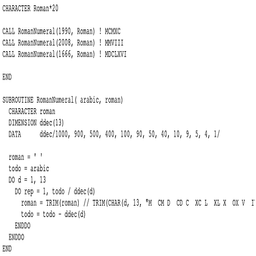 CHARACTER Roman*20
CALL RomanNumeral(1990, Roman) ! MCMXC
CALL RomanNumeral(2008, Roman) ! MMVIII
CALL RomanNumeral(1666, Roman) ! MDCLXVI
END
SUBROUTINE RomanNumeral( arabic, roman)
CHARACTER roman
DIMENSION ddec(13)
DATA ddec/1000, 900, 500, 400, 100, 90, 50, 40, 10, 9, 5, 4, 1/
roman = ' '
todo = arabic
DO d = 1, 13
DO rep = 1, todo / ddec(d)
roman = TRIM(roman) // TRIM(CHAR(d, 13, "M CM D CD C XC L XL X OX V I
todo = todo - ddec(d)
ENDDO
ENDDO
END